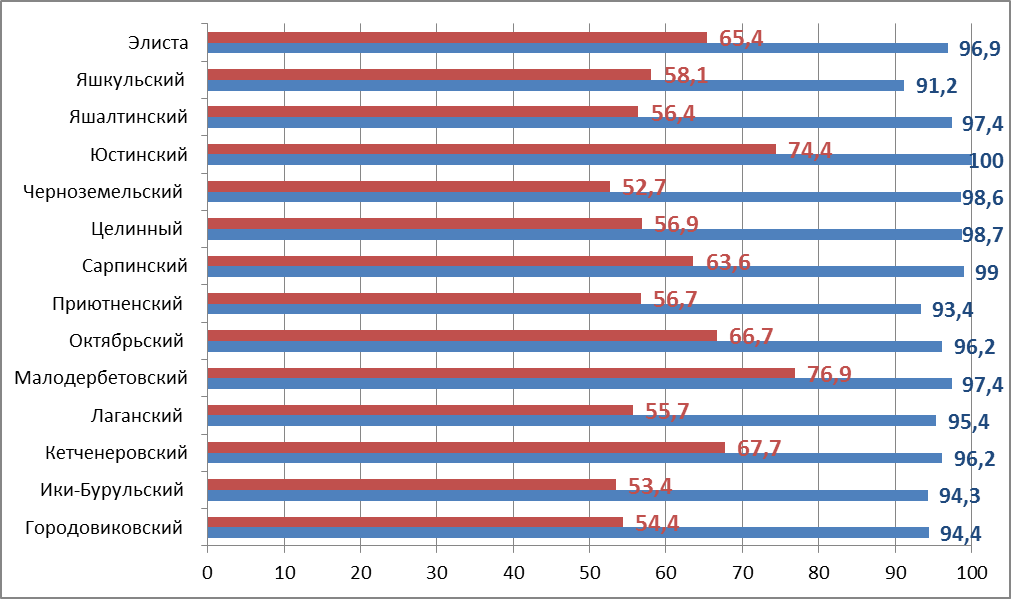 Элиста 65,4 96,9
Яшкульский 58,1 91,2
Яшалтинский 56,4 97,4
Юстинский 74,4 100
Черноземельский 52,7 98,6
Целинный 56,9 98,7
Сарпинский 63,6 99
Приютненский 56,7 93,4
Октябрьский 66,7 96,2
Малодербетовский 76,9 97,4
Лаганский 55,7 95,4
Кетченеровский 67,7 96,2
Ики-Бурульский 53,4 94,3
Городовиковский 54,4 94,4
0 10 20 30 40 50 60 70 80 90 100